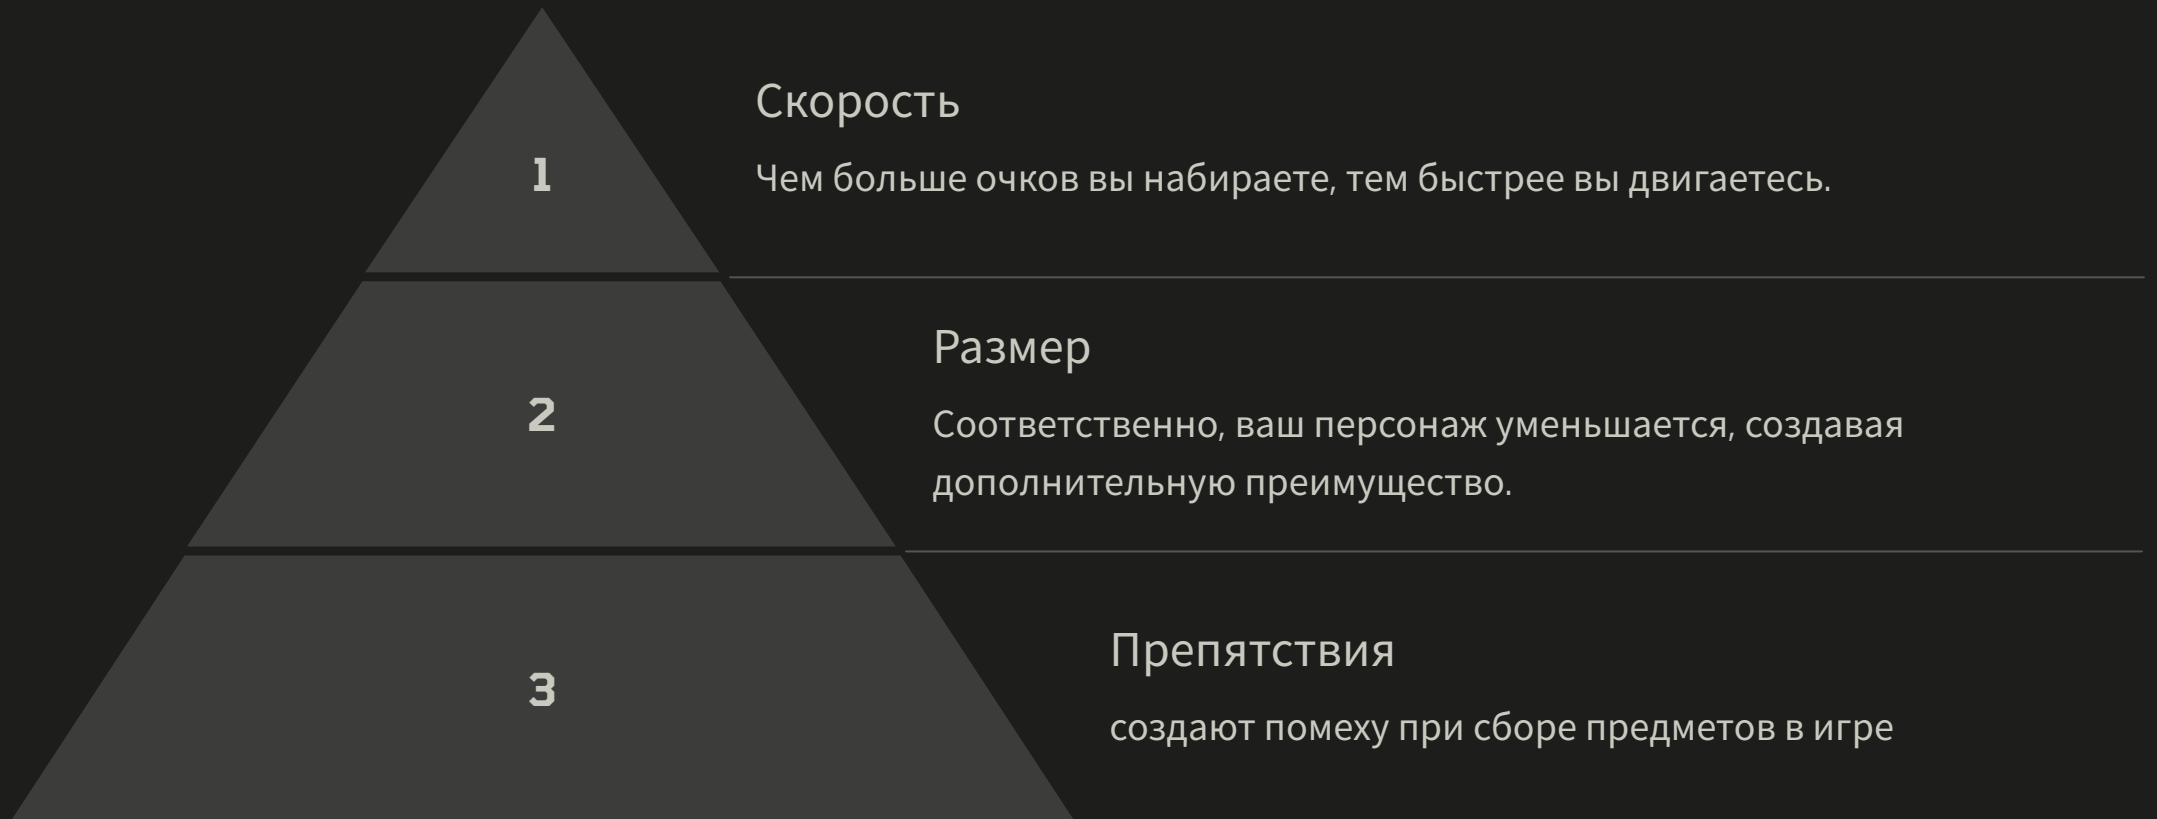 1
Скорость
Чем больше очков вы набираете, тем быстрее вы двигаетесь.
2
Размер
Соответственно, ваш персонаж уменьшается, создавая
дополнительную преимущество.
3
Препятствия
создают помеху при сборе предметов в игре